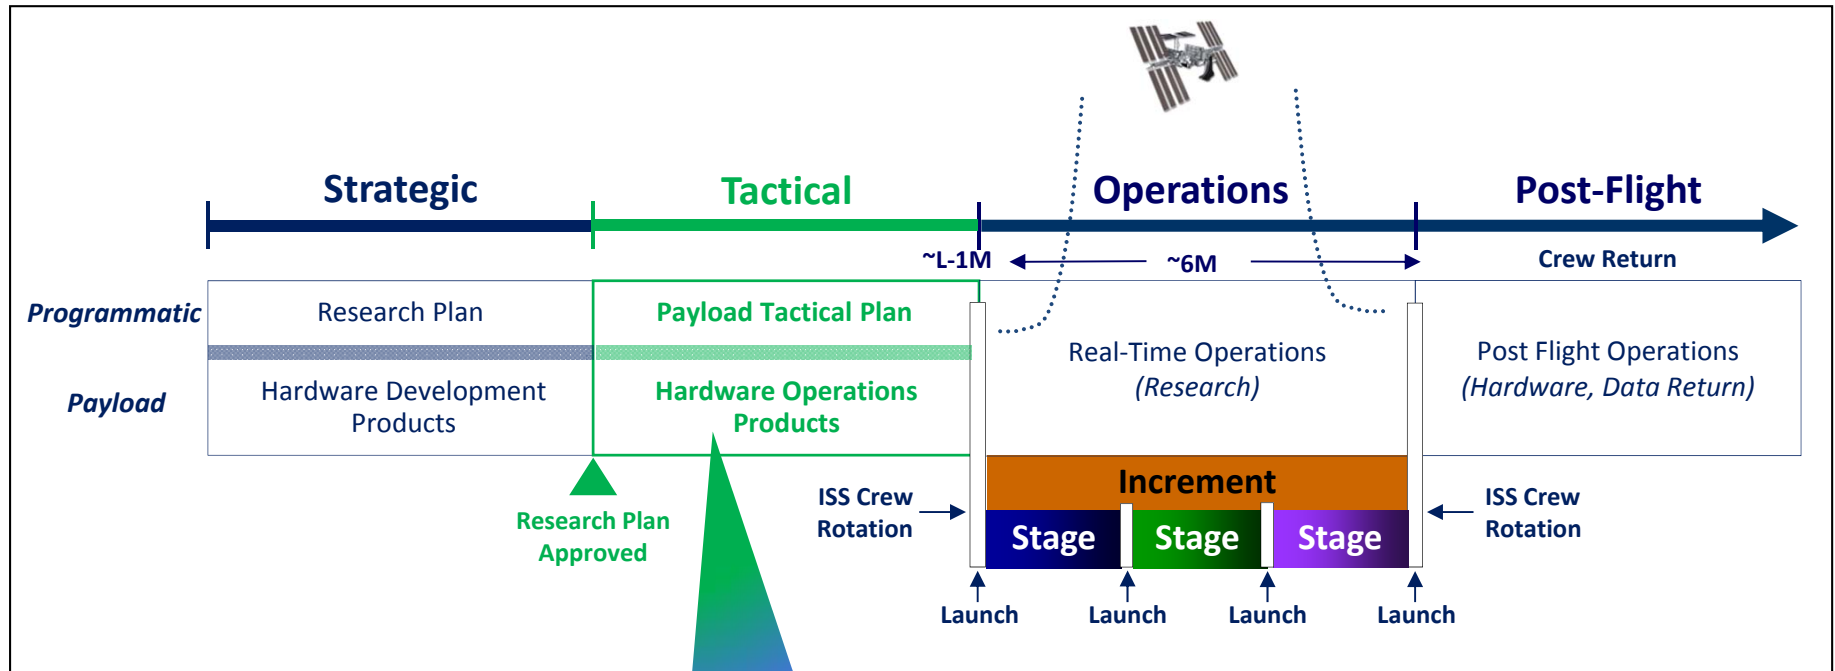 Strategic
Tactical
Operations
Post-Flight
~L-1M
~6M
Crew Return
Programmatic
Research Plan
Payload Tactical Plan
Real-Time Operations
(Research)
Post Flight Operations
(Hardware, Data Return)
Payload
Hardware Development
Products
Hardware Operations
Products
Increment
ISS Crew
Rotation
ISS Crew
Rotation
Research Plan
Approved
Stage
Stage
Stage
Launch
Launch
Launch
Launch